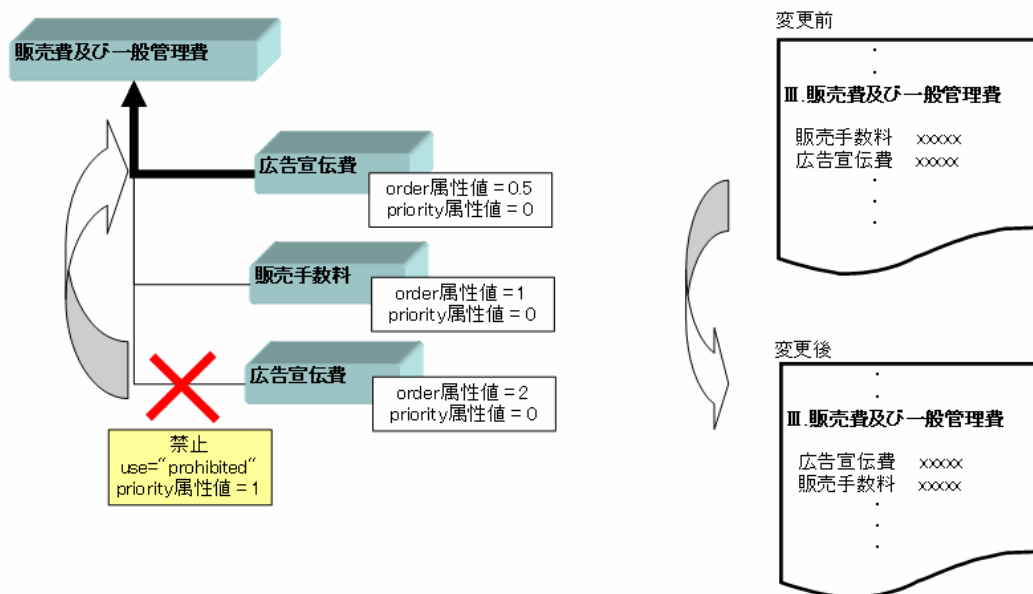 販売費及び一般管理費
広告宣伝費
order属性値＝0.5
priority属性値＝0
販売手数料
order属性値＝1
priority属性値＝0
広告宣伝費
order属性値＝2
priority属性値＝0
禁止
use=“prohibited“
priority属性値＝1
変更前
Ⅲ.販売費及び一般管理費
販売手数料 xxxxx
広告宣伝費 xxxxx
変更後
Ⅲ.販売費及び一般管理費
広告宣伝費 xxxxx
販売手数料 xxxxx